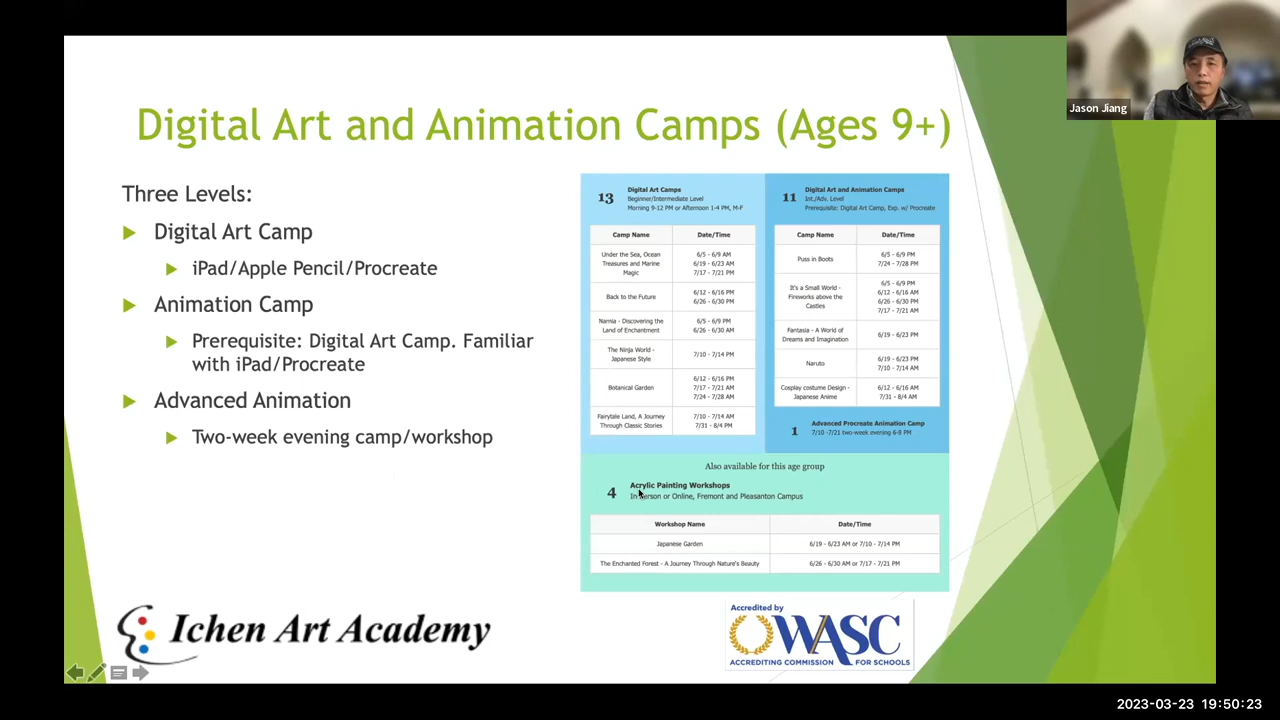 Jason Jiang
Digital Art and Animation Camps (Ages 9+)
Three Levels:
Digital Art Camp
iPad/Apple Pencil/Procreate
Animation Camp
Prerequisite: Digital Art Camp. Familiar
with iPad/Procreate
Advanced Animation
Two-week evening camp/workshop
13
Digital Art Camps
Beginner/Intermediate Level
Morning 9-12 PM or Afternoon 1-4 PM, M-F
Camp Name Date/Time
Under the Sea, Ocean
Treasures and Marine
Magic
6/5 - 6/9 AM
6/19 - 6/23 AM
7/17 - 7/21 PM
Back to the Future
6/12 - 6/16 PM
6/26 - 6/30 PM
Narnia - Discovering the
Land of Enchantment
6/5 - 6/9 PM
6/26 - 6/30 AM
The Ninja World -
Japanese Style
7/10 - 7/14 PM
Botanical Garden
6/12 - 6/16 PM
7/17 - 7/21 AM
7/24 - 7/28 AM
Fairytale Land, A Journey
Through Classic Stories
7/10 - 7/14 AM
7/31 - 8/4 PM
11
Digital Art and Animation Camps
Int./Adv. Level
Prerequisite: Digital Art Camp, Exp. w/ Procreate
Camp Name Date/Time
Puss in Boots
6/5 - 6/9 PM
7/24 - 7/28 PM
It's a Small World -
Fireworks above the
Castles
6/5 - 6/9 PM
6/12 - 6/16 AM
6/26 - 6/30 PM
7/17 - 7/21 AM
Fantasia - A World of
Dreams and Imagination
6/19 - 6/23 PM
Naruto
6/19 - 6/23 PM
7/10 - 7/14 AM
Cosplay costume Design -
Japanese Anime
6/12 - 6/16 AM
7/31 - 8/4 AM
1
Advanced Procreate Animation Camp
7/10 -7/21 two-week evening 6-8 PM
Also available for this age group
4
Acrylic Painting Workshops
In Person or Online, Fremont and Pleasanton Campus
Workshop Name Date/Time
Japanese Garden 6/19 - 6/23 AM or 7/10 - 7/14 PM
The Enchanted Forest - A Journey Through Nature's Beauty 6/26 - 6/30 AM or 7/17 - 7/21 PM
Ichen Art Academy
Accredited by
WASC
ACCREDITING COMMISSION FOR SCHOOLS
2023-03-23 19:50:23